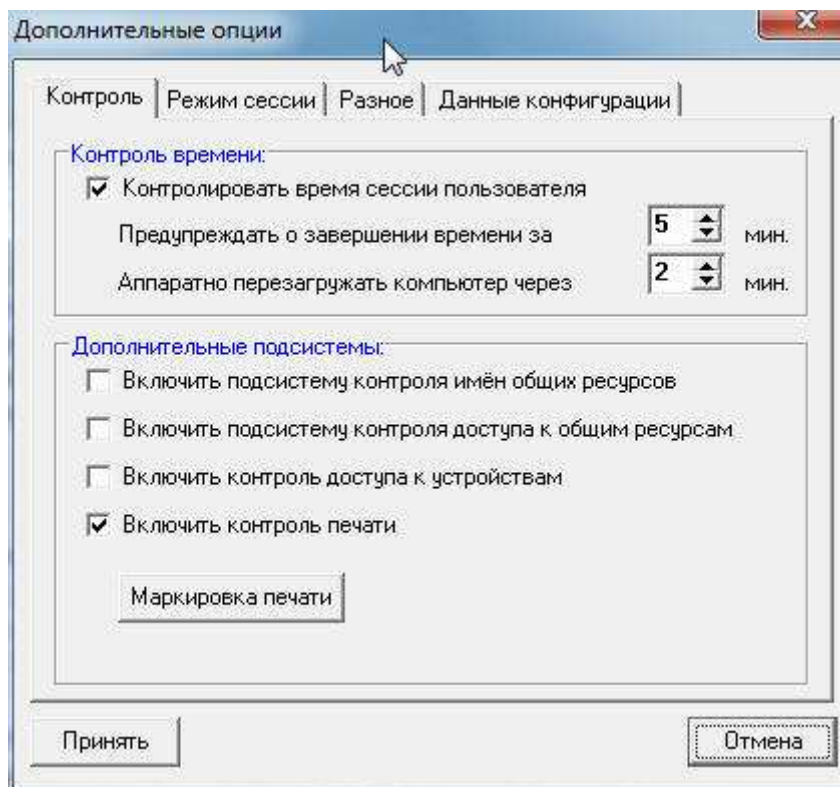 Дополнительные опции
Контроль Режим сессии Разное Данные конфигурации
Контроль времени:
Контролировать время сессии пользователя
Предупреждать о завершении времени за 5 мин.
Аппаратно перезагружать компьютер через 2 мин.
Дополнительные подсистемы:
Включить подсистему контроля имён общих ресурсов
Включить подсистему контроля доступа к общим ресурсам
Включить контроль доступа к устройствам
Включить контроль печати
Маркировка печати
Принять Отмена